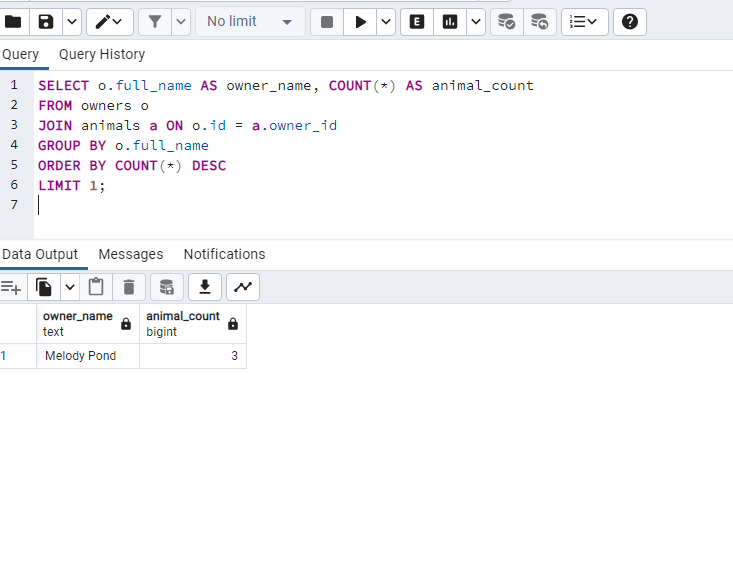 No limit
E
Query Query History
1 SELECT o.full_name AS owner_name, COUNT(*) AS animal_count
2 FROM owners o
3 JOIN animals a ON o.id = a.owner_id
4 GROUP BY o.full_name
5 ORDER BY COUNT(*) DESC
6 LIMIT 1;
7
Data Output Messages Notifications
owner_name animal_count
text bigint
1 Melody Pond 3